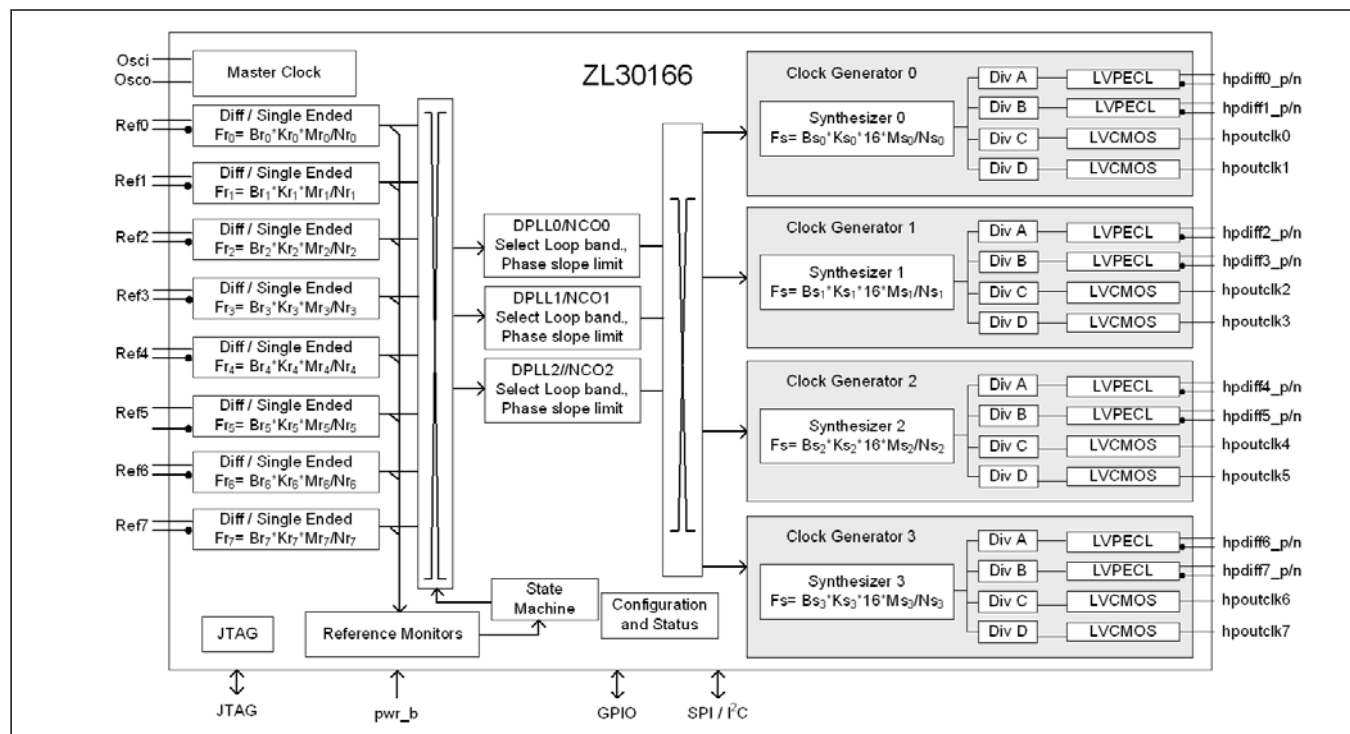 ZL30166
Osci
Osco
Master Clock
Ref0
Diff / Single Ended
Fr₀= Br₀*Kr₀*Mr₀/Nr₀
Ref1
Diff / Single Ended
Fr₁= Br₁*Kr₁*Mr₁/Nr₁
Ref2
Diff / Single Ended
Fr₂= Br₂*Kr₂*Mr₂/Nr₂
Ref3
Diff / Single Ended
Fr₃= Br₃*Kr₃*Mr₃/Nr₃
Ref4
Diff / Single Ended
Fr₄= Br₄*Kr₄*Mr₄/Nr₄
Ref5
Diff / Single Ended
Fr₅= Br₅*Kr₅*Mr₅/Nr₅
Ref6
Diff / Single Ended
Fr₆= Br₆*Kr₆*Mr₆/Nr₆
Ref7
Diff / Single Ended
Fr₇= Br₇*Kr₇*Mr₇/Nr₇
DPLL0/NCO0
Select Loop band.,
Phase slope limit
DPLL1/NCO1
Select Loop band.,
Phase slope limit
DPLL2//NCO2
Select Loop band.,
Phase slope limit
State
Machine
Configuration
and Status
JTAG
Reference Monitors
Clock Generator 0
Synthesizer 0
Fs= Bs₀*Ks₀*16*Ms₀/Ns₀
Div A
LVPECL
hpdiff0_p/n
Div B
LVPECL
hpdiff1_p/n
Div C
LVCMOS
hpoutclk0
Div D
LVCMOS
hpoutclk1
Clock Generator 1
Synthesizer 1
Fs= Bs₁*Ks₁*16*Ms₁/Ns₁
Div A
LVPECL
hpdiff2_p/n
Div B
LVPECL
hpdiff3_p/n
Div C
LVCMOS
hpoutclk2
Div D
LVCMOS
hpoutclk3
Clock Generator 2
Synthesizer 2
Fs= Bs₂*Ks₂*16*Ms₂/Ns₂
Div A
LVPECL
hpdiff4_p/n
Div B
LVPECL
hpdiff5_p/n
Div C
LVCMOS
hpoutclk4
Div D
LVCMOS
hpoutclk5
Clock Generator 3
Synthesizer 3
Fs= Bs₃*Ks₃*16*Ms₃/Ns₃
Div A
LVPECL
hpdiff6_p/n
Div B
LVPECL
hpdiff7_p/n
Div C
LVCMOS
hpoutclk6
Div D
LVCMOS
hpoutclk7
JTAG
pwr_b
GPIO
SPI / I²C